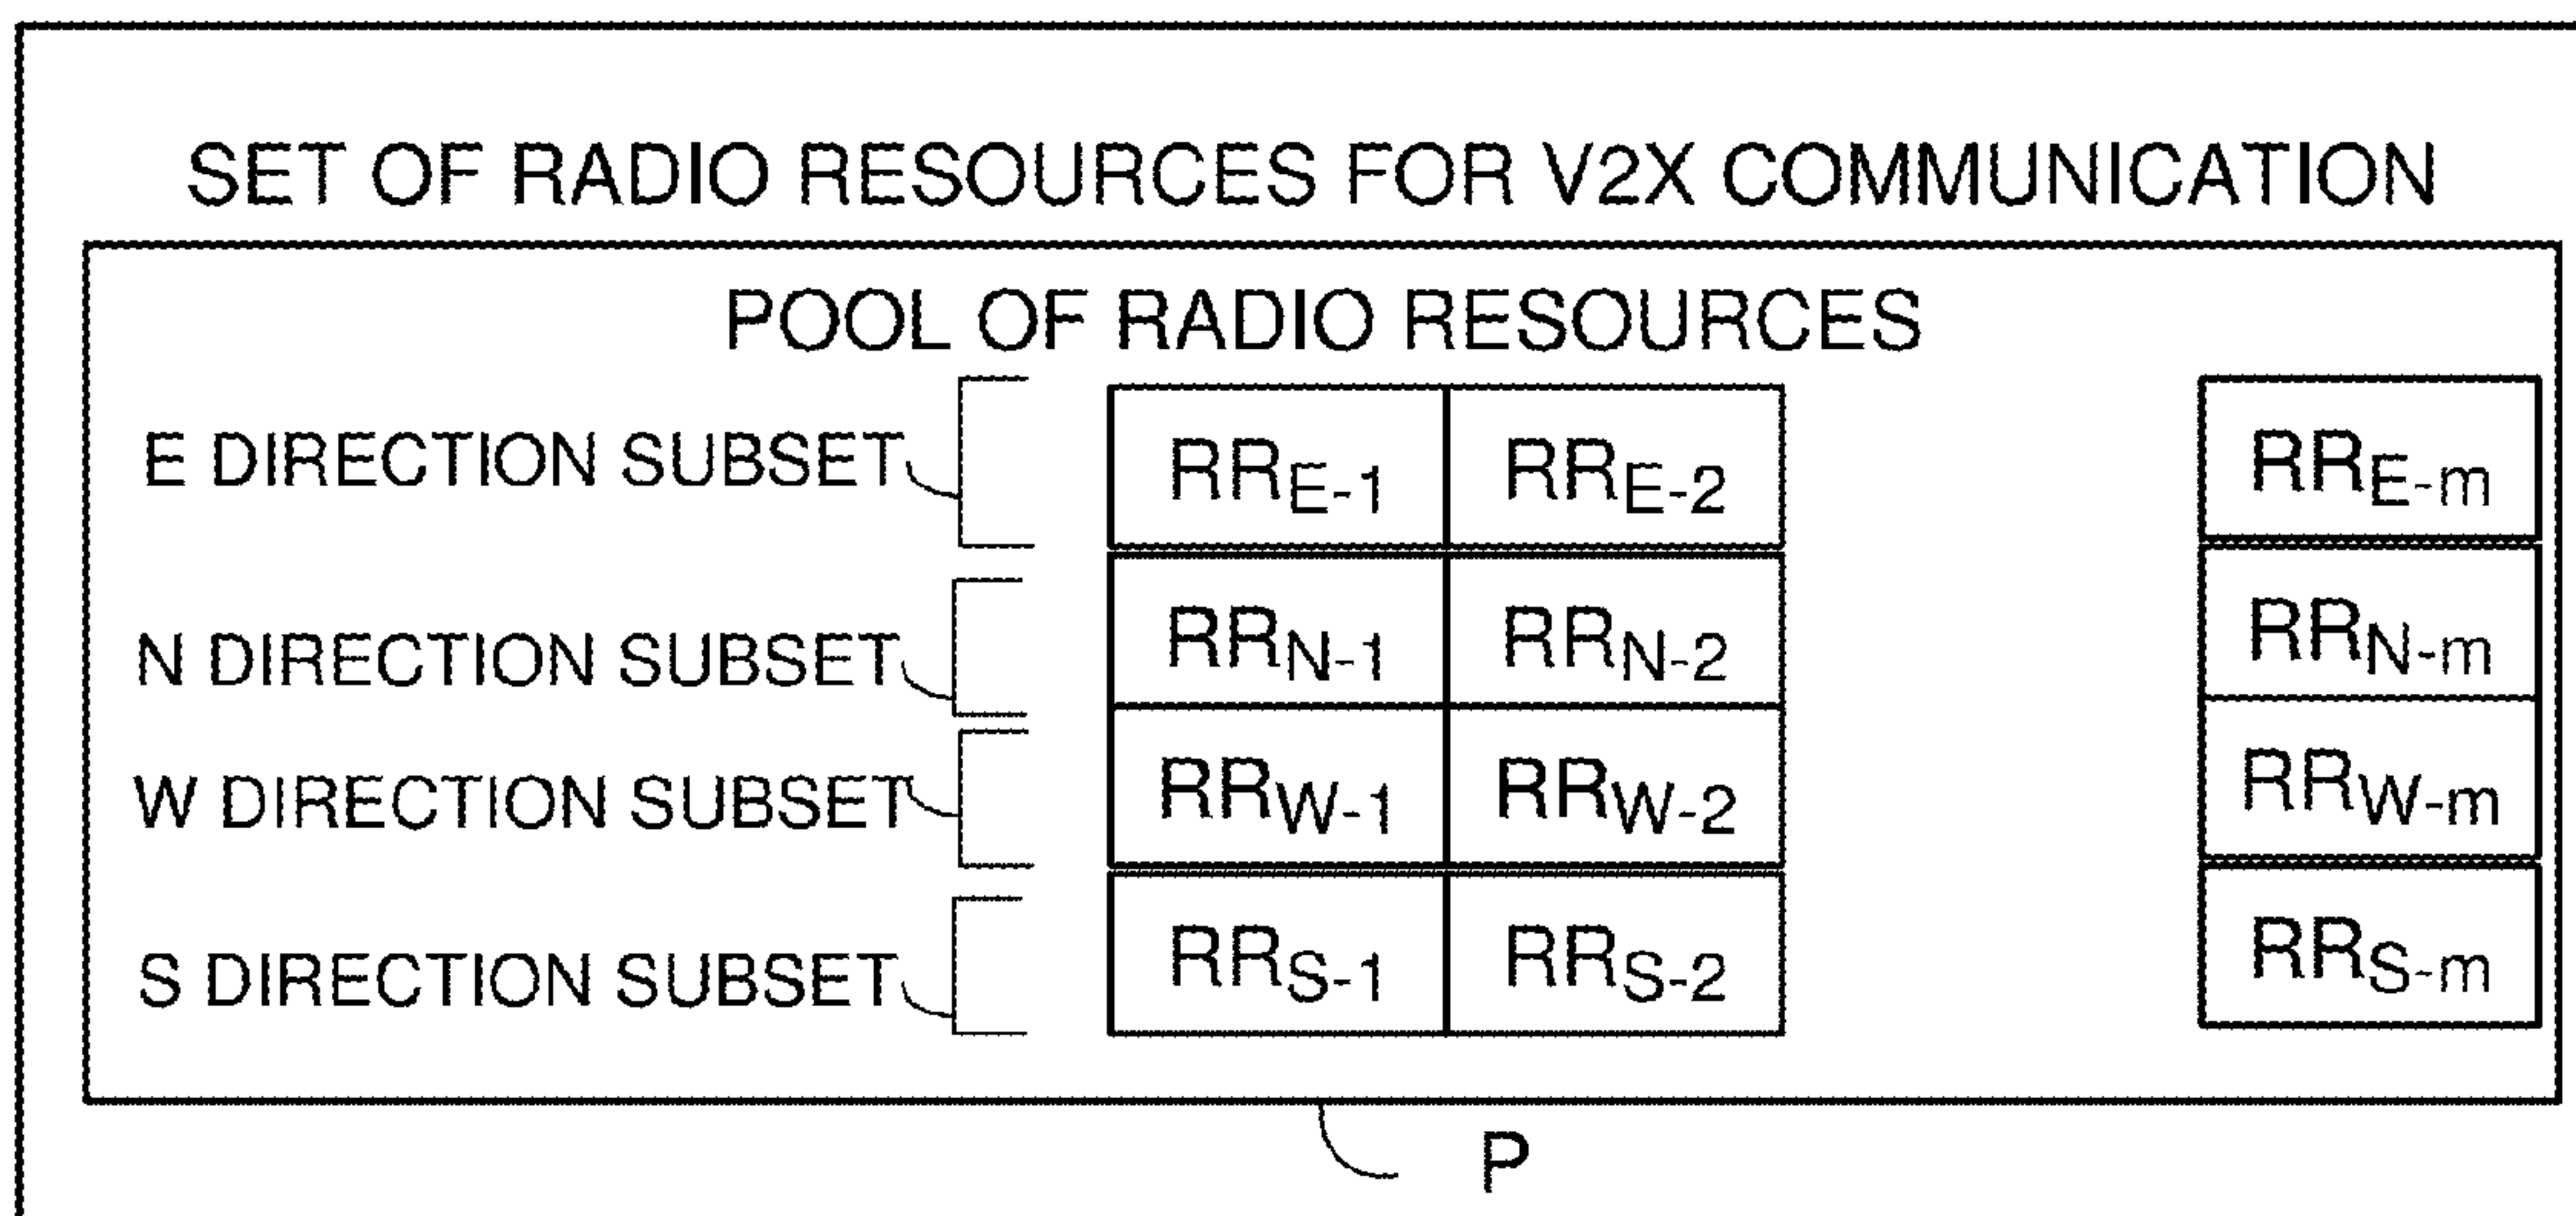 SET OF RADIO RESOURCES FOR V2X COMMUNICATION
POOL OF RADIO RESOURCES
E DIRECTION SUBSET RRE-1 RRE-2 RRE-m
N DIRECTION SUBSET RRN-1 RRN-2 RRN-m
W DIRECTION SUBSET RRW-1 RRW-2 RRW-m
S DIRECTION SUBSET RRS-1 RRS-2 RRS-m
P